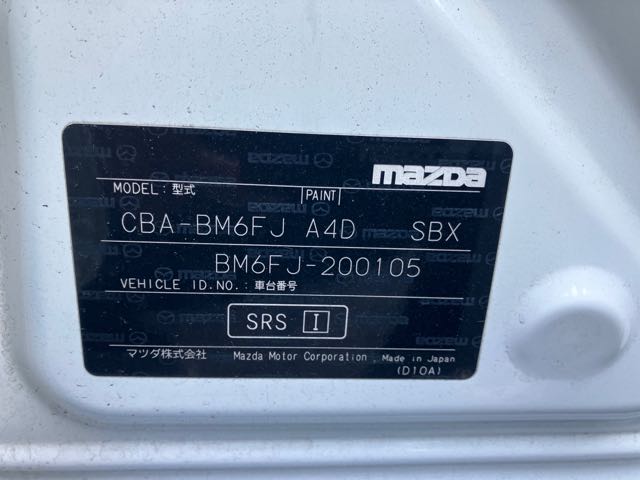 mazda
MODEL:型式 PAINT
CBA-BM6FJ A4D SBX
BM6FJ-200105
VEHICLE ID.NO.:車台番号
SRS I
マツダ株式会社 Mazda Motor Corporation Made in Japan
(D10A)